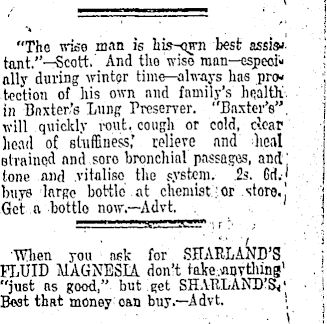 "The wise man is his own best assis-
tant."—Scott. And the wise man—especi-
ally during winter time—always has pro-
tection of his own and family's health
in Baxter's Lung Preserver. "Baxter's"
will quickly rout cough or cold, clear
head of stuffiness, relieve and heal
strained and sore bronchial passages, and
tone and vitalise the system. 2s. 6d.
buys large bottle at chemist or store.
Get a bottle now.—Advt.
When you ask for SHARLAND'S
FLUID MAGNESIA don't take anything
"just as good," but get SHARLAND'S.
Best that money can buy.—Advt.